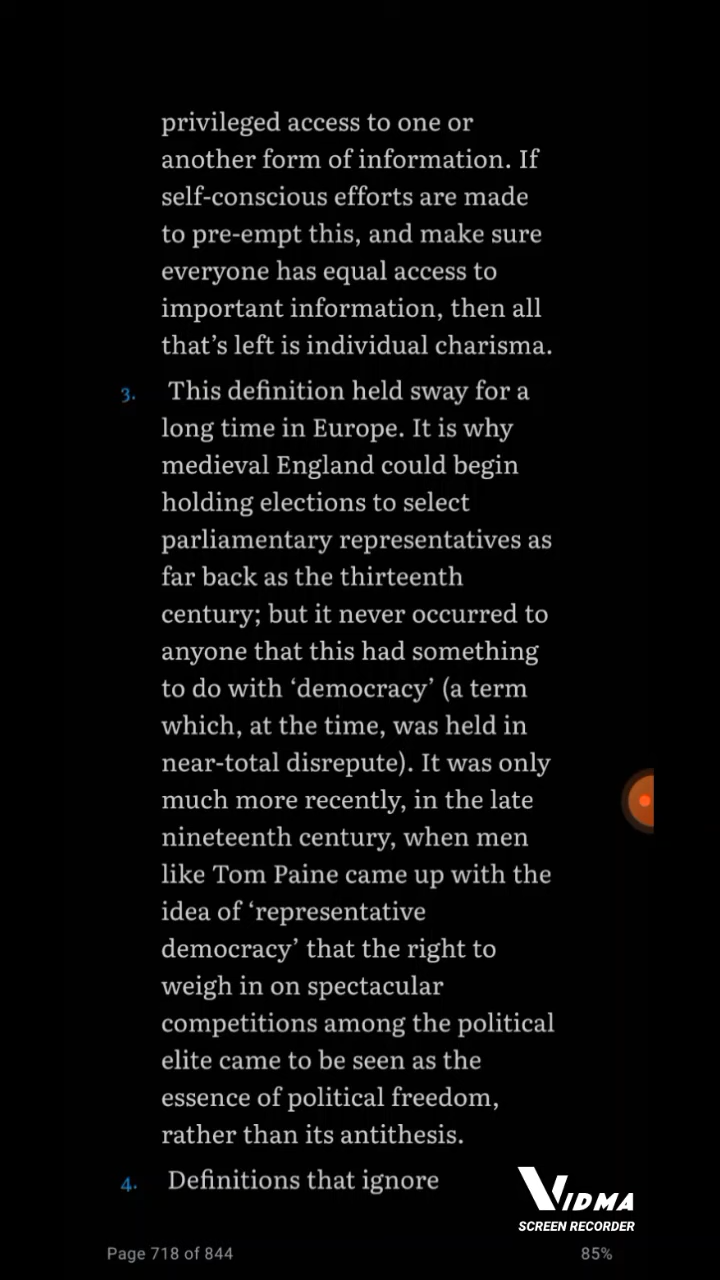 privileged access to one or
another form of information. If
self-conscious efforts are made
to pre-empt this, and make sure
everyone has equal access to
important information, then all
that’s left is individual charisma.
3. This definition held sway for a
long time in Europe. It is why
medieval England could begin
holding elections to select
parliamentary representatives as
far back as the thirteenth
century; but it never occurred to
anyone that this had something
to do with ‘democracy’ (a term
which, at the time, was held in
near-total disrepute). It was only
much more recently, in the late
nineteenth century, when men
like Tom Paine came up with the
idea of ‘representative
democracy’ that the right to
weigh in on spectacular
competitions among the political
elite came to be seen as the
essence of political freedom,
rather than its antithesis.
4. Definitions that ignore
VIDMA
SCREEN RECORDER
Page 718 of 844
85%